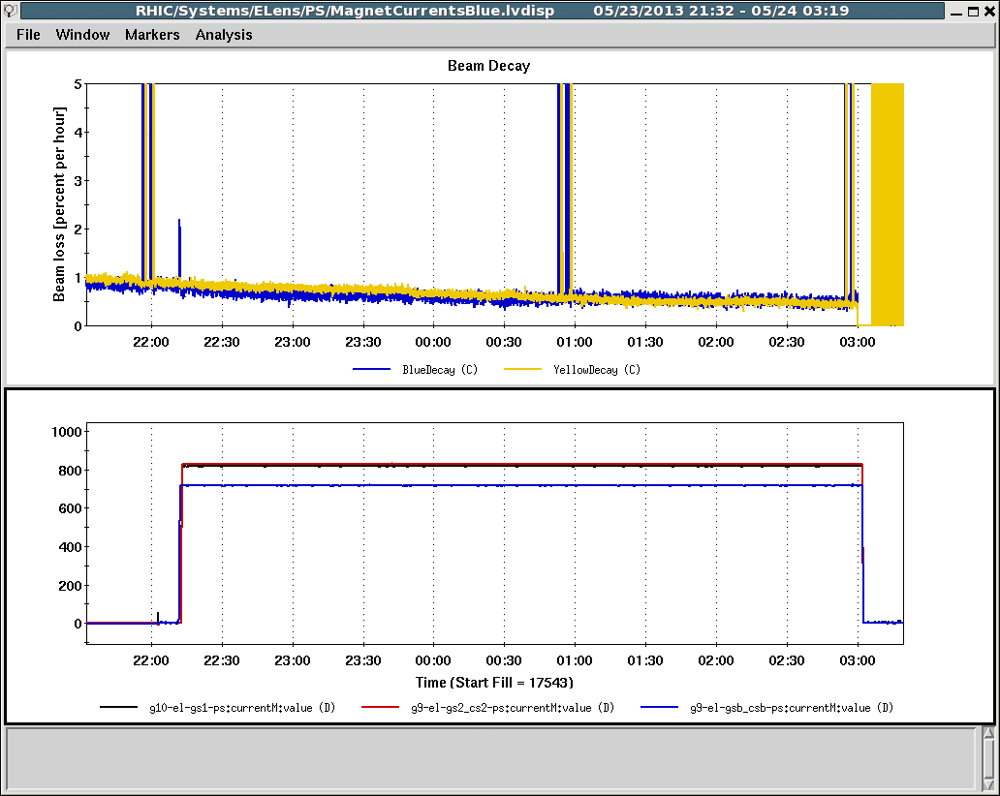 RHIC/Systems/ELens/PS/MagnetCurrentsBlue.lvdisp 05/23/2013 21:32 - 05/24 03:19
File Window Markers Analysis
Beam Decay
Beam loss [percent per hour]
5
4
3
2
1
0
22:00 22:30 23:00 23:30 00:00 00:30 01:00 01:30 02:00 02:30 03:00
BlueDecay (C) YellowDecay (C)
1000
800
600
400
200
0
22:00 22:30 23:00 23:30 00:00 00:30 01:00 01:30 02:00 02:30 03:00
Time (Start Fill = 17543)
g10-el-gs1-ps:currentM:value (D) g9-el-gs2_cs2-ps:currentM:value (D) g9-el-gsb_csb-ps:currentM:value (D)